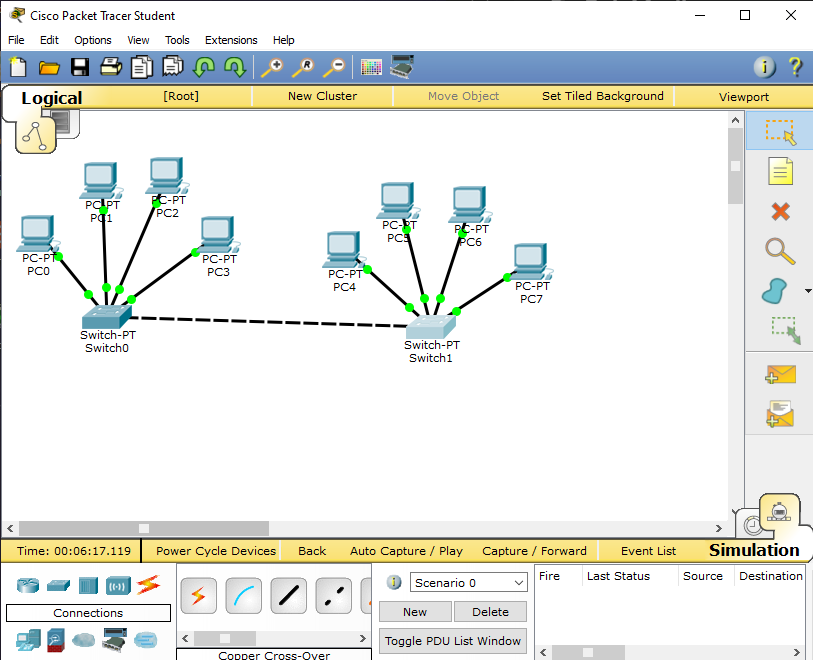 Cisco Packet Tracer Student
File Edit Options View Tools Extensions Help
Logical [Root] New Cluster Move Object Set Tiled Background Viewport
PC-PT
PC0
PC-PT
PC1
PC-PT
PC2
PC-PT
PC3
PC-PT
PC4
PC-PT
PC5
PC-PT
PC6
PC-PT
PC7
Switch-PT
Switch0
Switch-PT
Switch1
Time: 00:06:17.119 Power Cycle Devices Back Auto Capture / Play Capture / Forward Event List Simulation
Connections
Copper Cross-Over
Scenario 0
New Delete
Toggle PDU List Window
Fire Last Status Source Destination